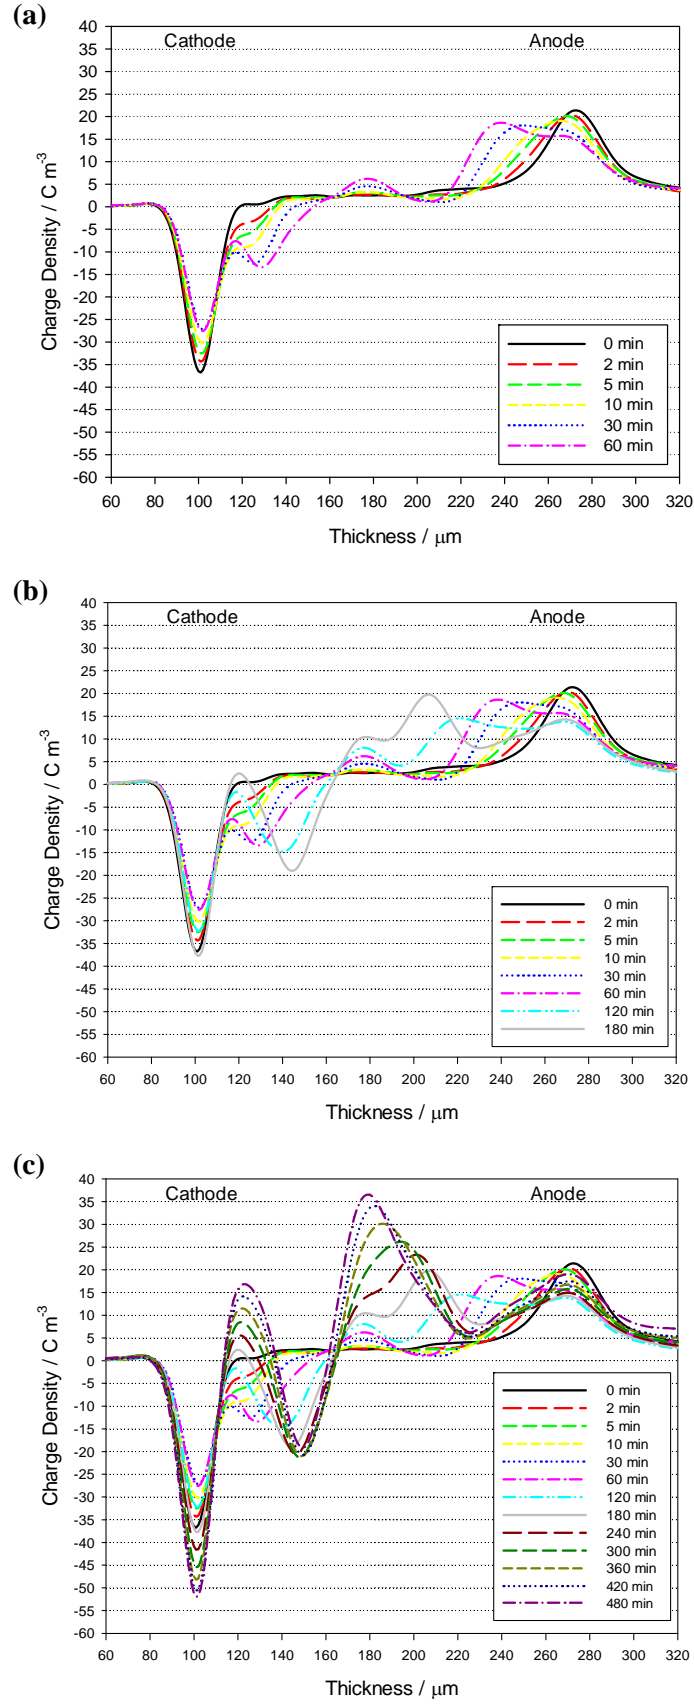 (a)
Cathode Anode
40
35
30
25
20
15
10
5
0
-5
-10
-15
-20
-25
-30
-35
-40
-45
-50
-55
-60
Charge Density / C m-3
0 min
2 min
5 min
10 min
30 min
60 min
60 80 100 120 140 160 180 200 220 240 260 280 300 320
Thickness / μm
(b)
Cathode Anode
40
35
30
25
20
15
10
5
0
-5
-10
-15
-20
-25
-30
-35
-40
-45
-50
-55
-60
Charge Density / C m-3
0 min
2 min
5 min
10 min
30 min
60 min
120 min
180 min
60 80 100 120 140 160 180 200 220 240 260 280 300 320
Thickness / μm
(c)
Cathode Anode
40
35
30
25
20
15
10
5
0
-5
-10
-15
-20
-25
-30
-35
-40
-45
-50
-55
-60
Charge Density / C m-3
0 min
2 min
5 min
10 min
30 min
60 min
120 min
180 min
240 min
300 min
360 min
420 min
480 min
60 80 100 120 140 160 180 200 220 240 260 280 300 320
Thickness / μm